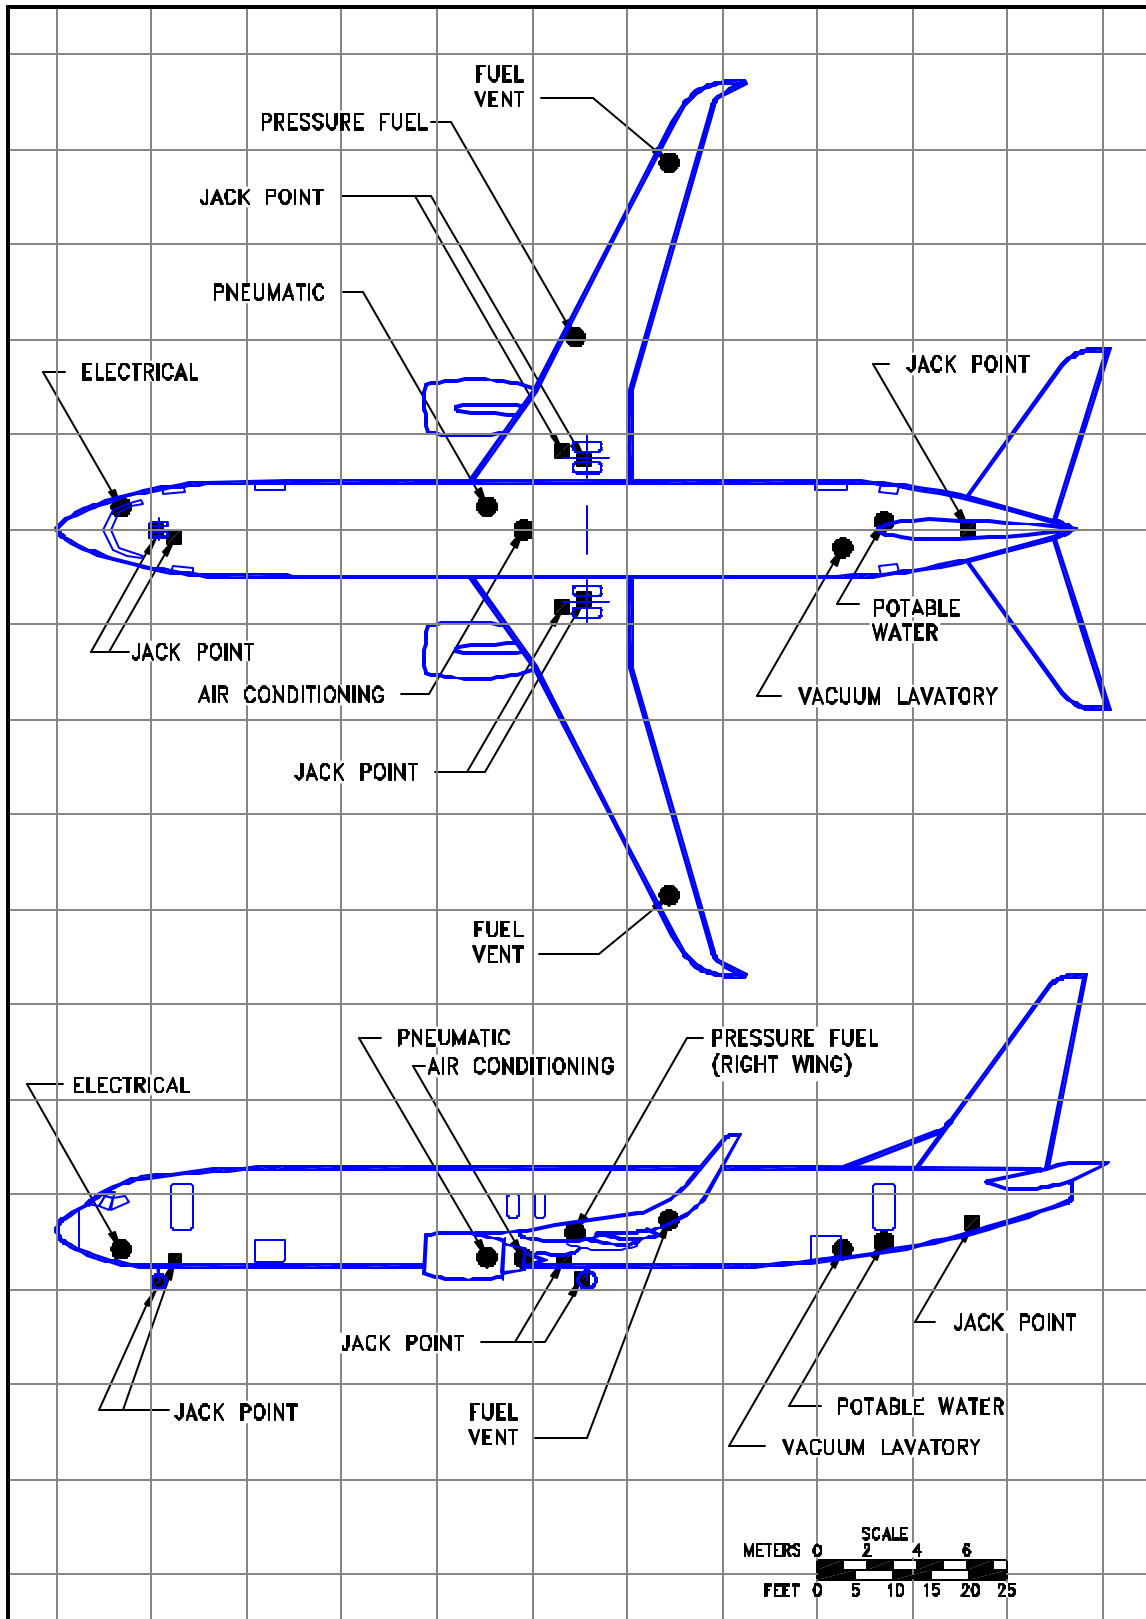 FUEL
VENT
PRESSURE FUEL
JACK POINT
PNEUMATIC
ELECTRICAL
JACK POINT
POTABLE
WATER
JACK POINT
AIR CONDITIONING
VACUUM LAVATORY
JACK POINT
FUEL
VENT
PNEUMATIC
PRESSURE FUEL
(RIGHT WING)
AIR CONDITIONING
ELECTRICAL
JACK POINT
JACK POINT
JACK POINT
FUEL
VENT
POTABLE WATER
VACUUM LAVATORY
SCALE
METERS 0 2 4 6
FEET 0 5 10 15 20 25